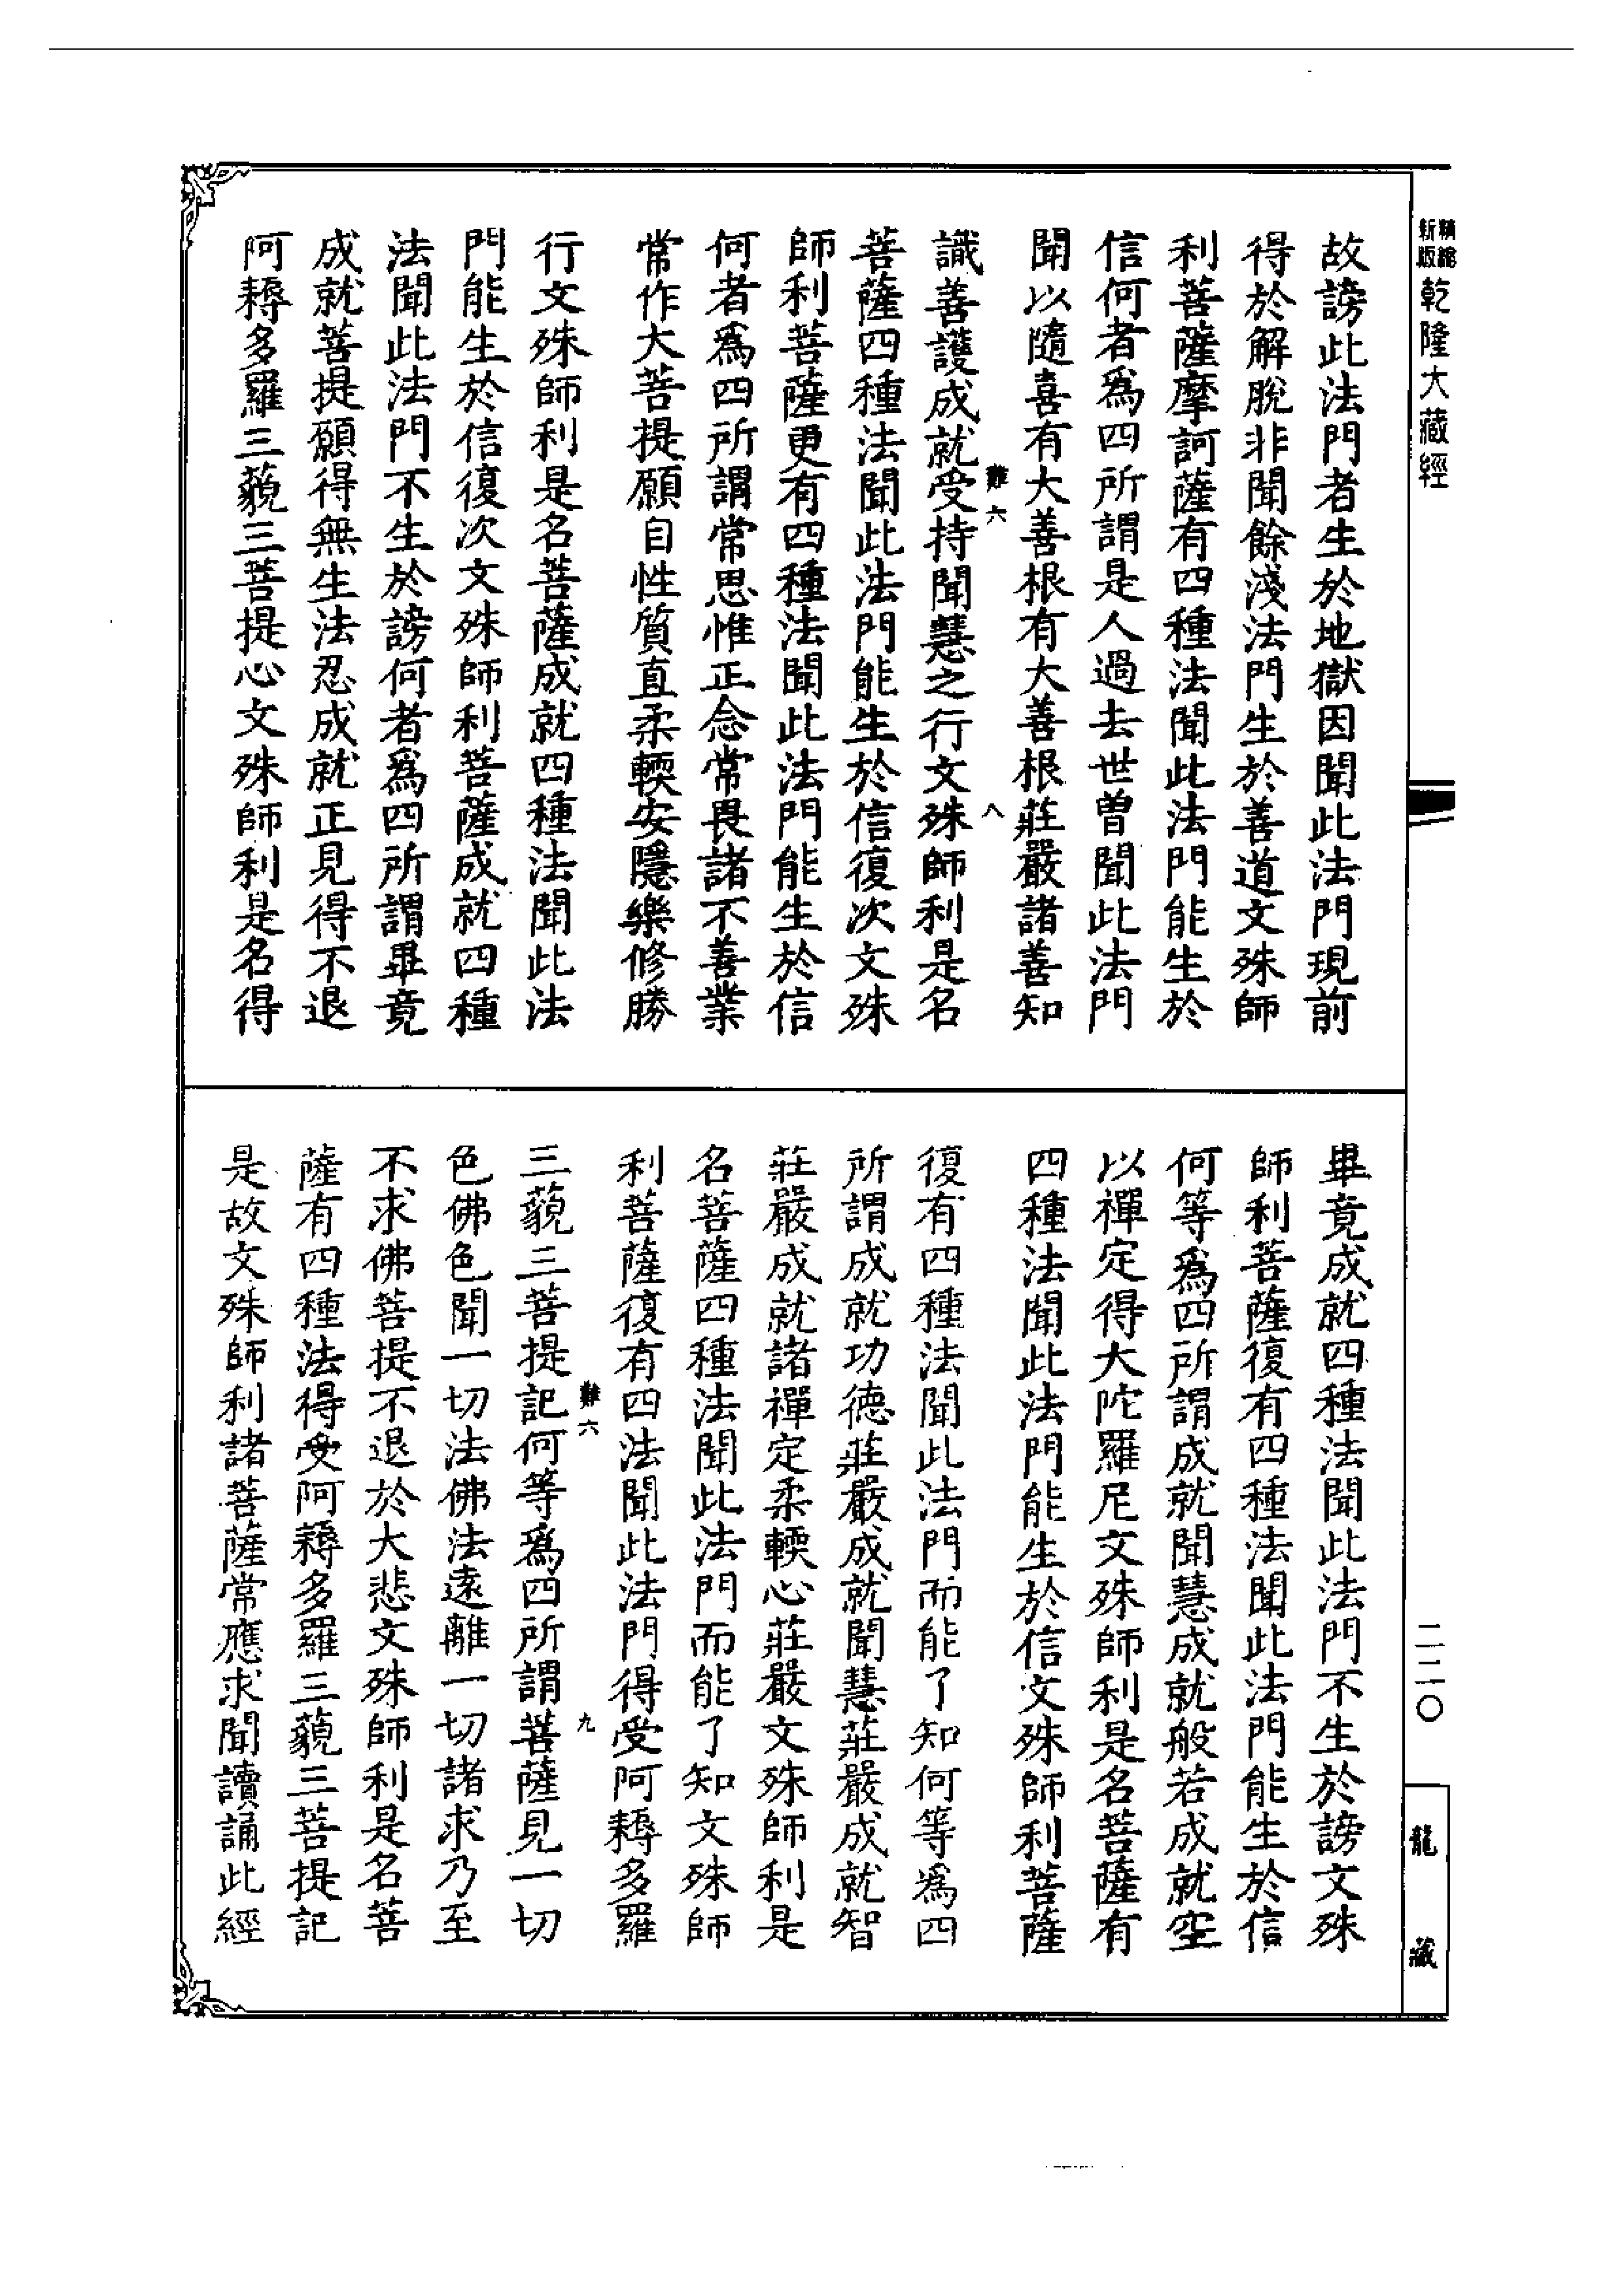 新版
精縮
乾隆大藏經
故謗此法門者生於地獄因聞此法門現前
得於解脫非聞餘淺法門生於善道文殊師
利菩薩摩訶薩有四種法聞此法門能生於
信何者爲四所謂是人過去世曾聞此法門
聞以隨喜有大善根有大善根莊嚴諸善知
難六 八
識善護成就受持聞慧之行文殊師利是名
菩薩四種法聞此法門能生於信復次文殊
師利菩薩更有四種法聞此法門能生於信
何者爲四所謂常思惟正念常畏諸不善業
常作大菩提願自性質直柔輭安隱樂修勝
行文殊師利是名菩薩成就四種法聞此法
門能生於信復次文殊師利菩薩成就四種
法聞此法門不生於謗何者爲四所謂畢竟
成就菩提願得無生法忍成就正見得不退
阿耨多羅三藐三菩提心文殊師利是名得
畢竟成就四種法聞此法門不生於謗文殊
師利菩薩復有四種法聞此法門能生於信
何等爲四所謂成就聞慧成就般若成就空
以禪定得大陀羅尼文殊師利是名菩薩有
四種法聞此法門能生於信文殊師利菩薩
復有四種法聞此法門而能了知何等爲四
所謂成就功德莊嚴成就聞慧莊嚴成就智
莊嚴成就諸禪定柔輭心莊嚴文殊師利是
名菩薩四種法聞此法門而能了知文殊師
利菩薩復有四法聞此法門得受阿耨多羅
難六 九
三藐三菩提記何等爲四所謂菩薩見一切
色佛色聞一切法佛法遠離一切諸求乃至
不求佛菩提不退於大悲文殊師利是名菩
薩有四種法得受阿耨多羅三藐三菩提記
是故文殊師利諸菩薩常應求聞讀誦此經
二二〇
龍藏